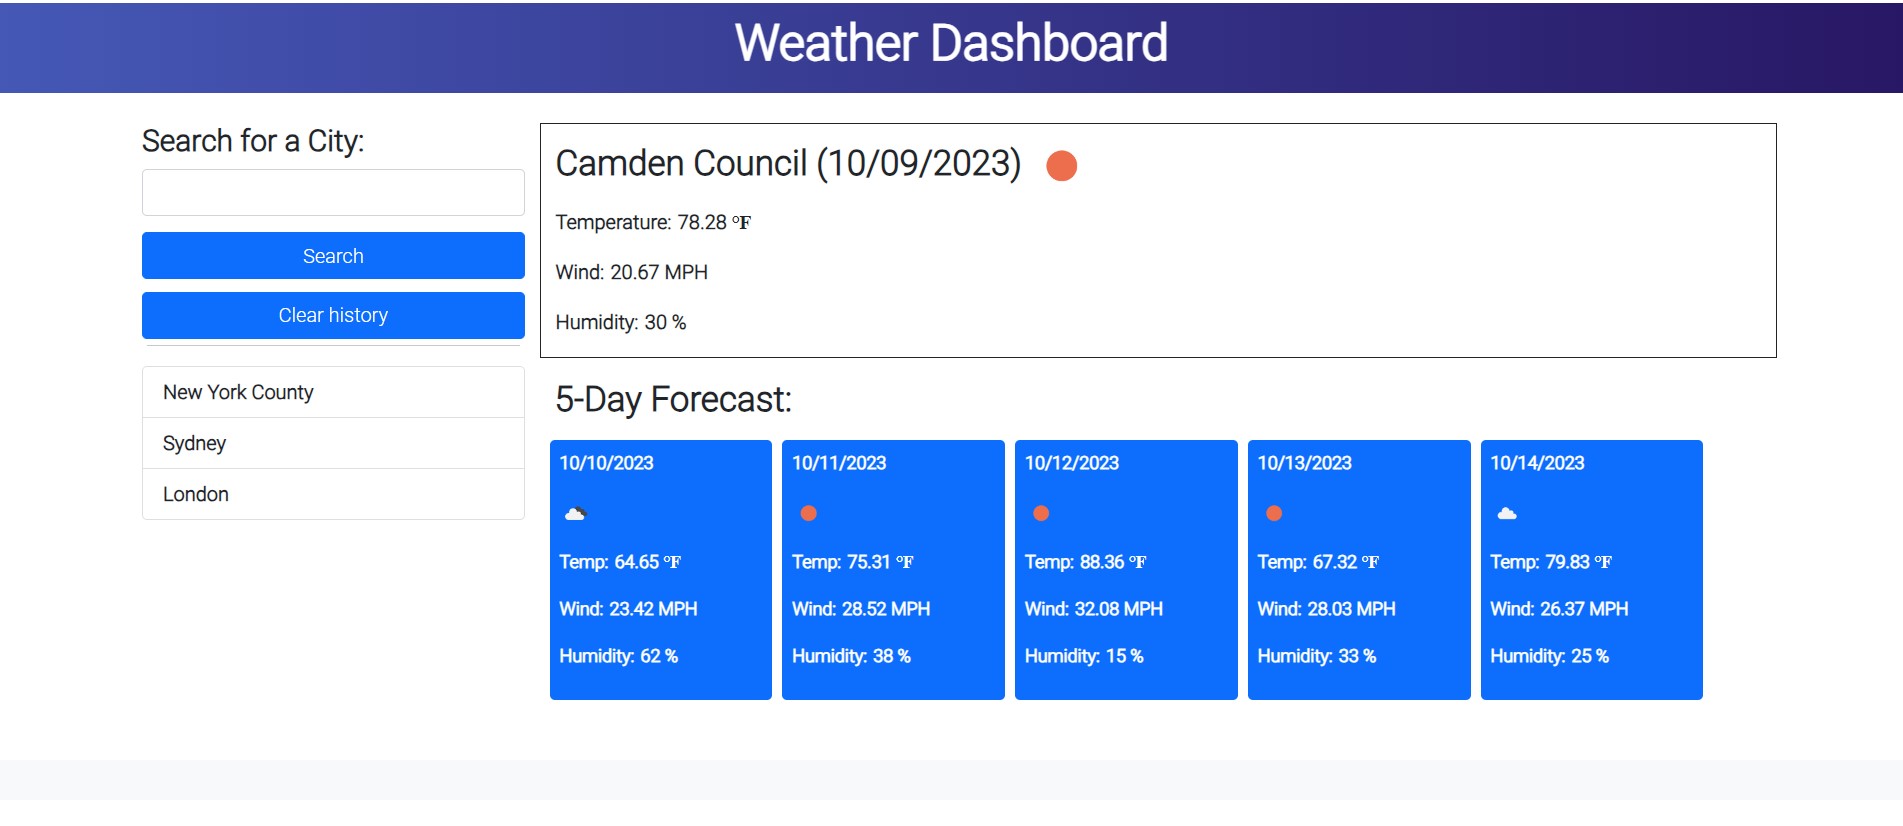 Weather Dashboard
Search for a City:
Search
Clear history
New York County
Sydney
London
Camden Council (10/09/2023)
Temperature: 78.28 °F
Wind: 20.67 MPH
Humidity: 30 %
5-Day Forecast:
10/10/2023
Temp: 64.65 °F
Wind: 23.42 MPH
Humidity: 62 %
10/11/2023
Temp: 75.31 °F
Wind: 28.52 MPH
Humidity: 38 %
10/12/2023
Temp: 88.36 °F
Wind: 32.08 MPH
Humidity: 15 %
10/13/2023
Temp: 67.32 °F
Wind: 28.03 MPH
Humidity: 33 %
10/14/2023
Temp: 79.83 °F
Wind: 26.37 MPH
Humidity: 25 %